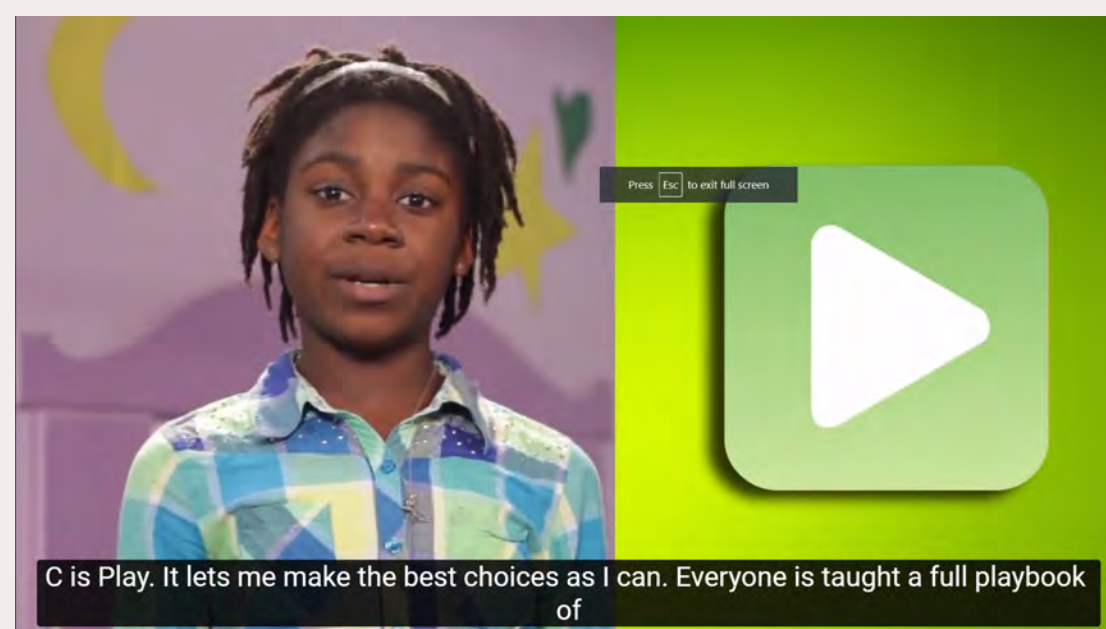 Press Esc to exit full screen
C is Play. It lets me make the best choices as I can. Everyone is taught a full playbook
of